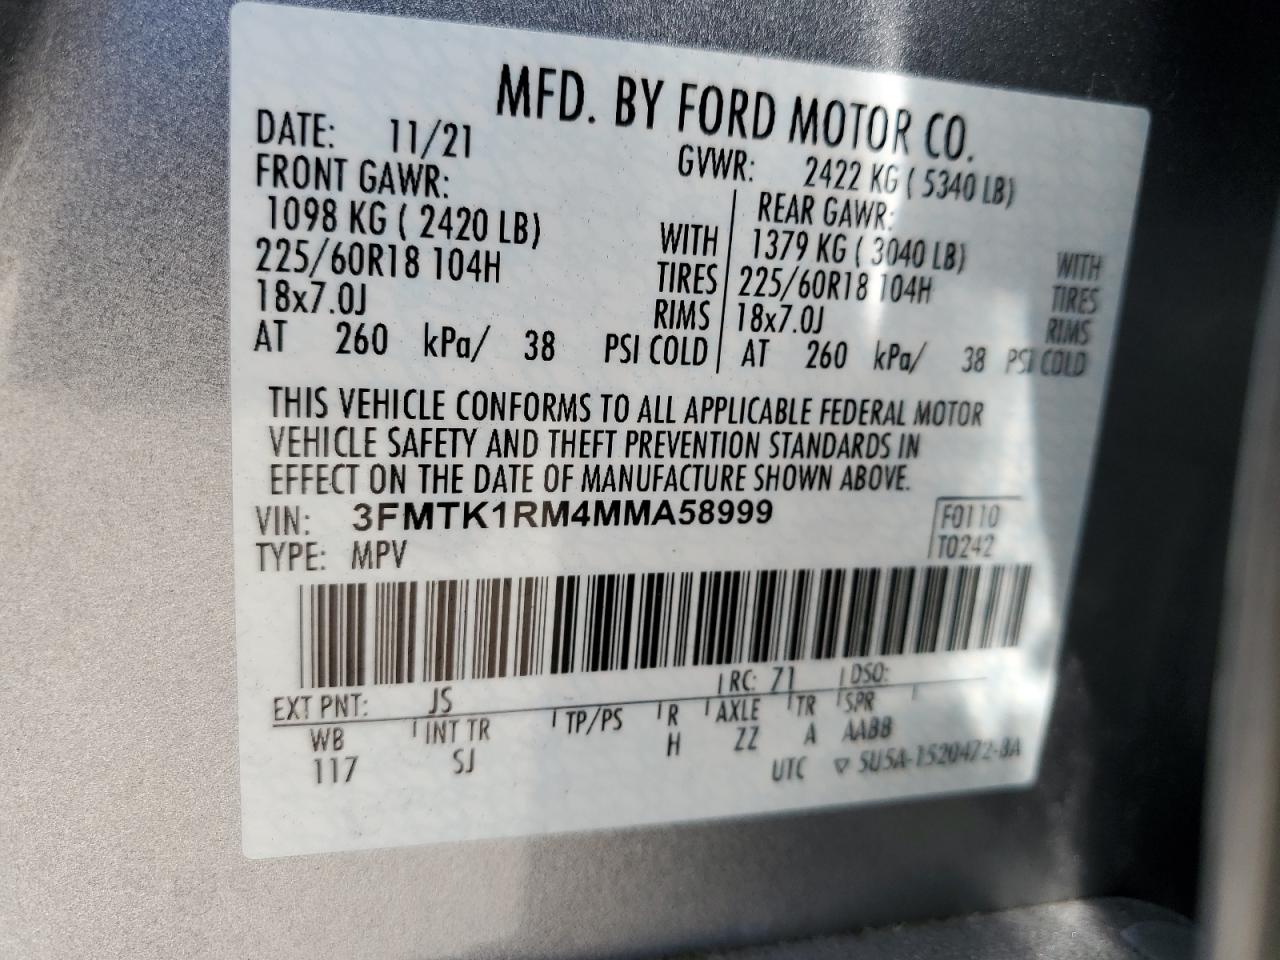 MFD. BY FORD MOTOR CO.
DATE: 11/21 GVWR: 2422 KG ( 5340 LB)
FRONT GAWR: REAR GAWR:
1098 KG ( 2420 LB) WITH 1379 KG ( 3040 LB) WITH
225/60R18 104H TIRES 225/60R18 104H TIRES
18x7.0J RIMS 18x7.0J RIMS
AT 260 kPa/ 38 PSI COLD AT 260 kPa/ 38 PSI COLD
THIS VEHICLE CONFORMS TO ALL APPLICABLE FEDERAL MOTOR
VEHICLE SAFETY AND THEFT PREVENTION STANDARDS IN
EFFECT ON THE DATE OF MANUFACTURE SHOWN ABOVE.
VIN: 3FMTK1RM4MMA58999 F0110
TYPE: MPV T0242
EXT PNT: JS RC: 71 DSO:
WB INT TR TP/PS R AXLE TR SPR
117 SJ H ZZ A AABB
UTC ▽ 5U5A-1520472-BA